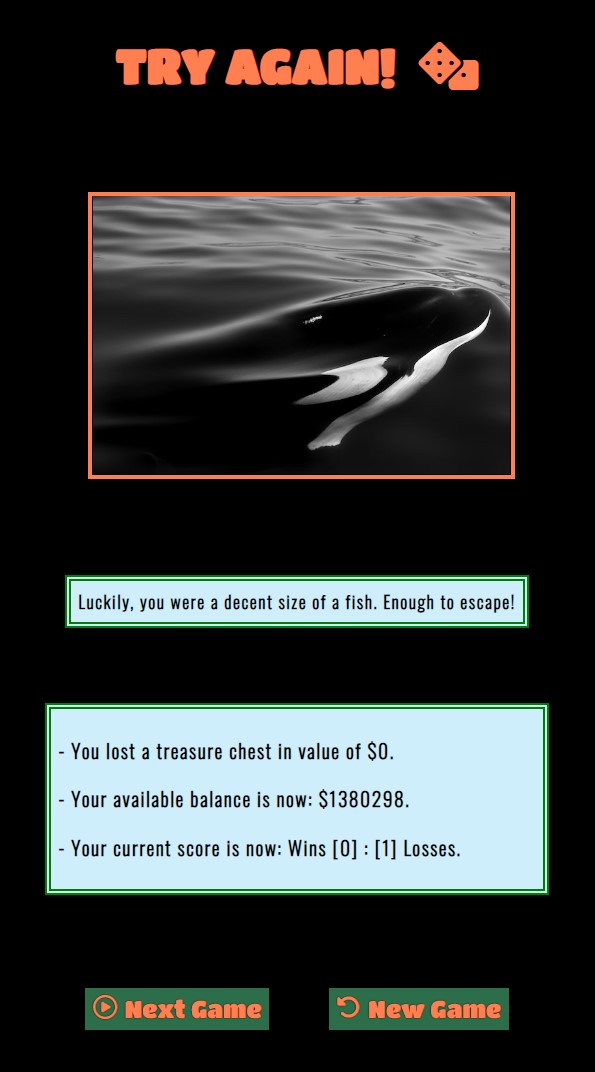 TRY AGAIN!
Luckily, you were a decent size of a fish. Enough to escape!
- You lost a treasure chest in value of $0.
- Your available balance is now: $1380298.
- Your current score is now: Wins [0] : [1] Losses.
Next Game
New Game